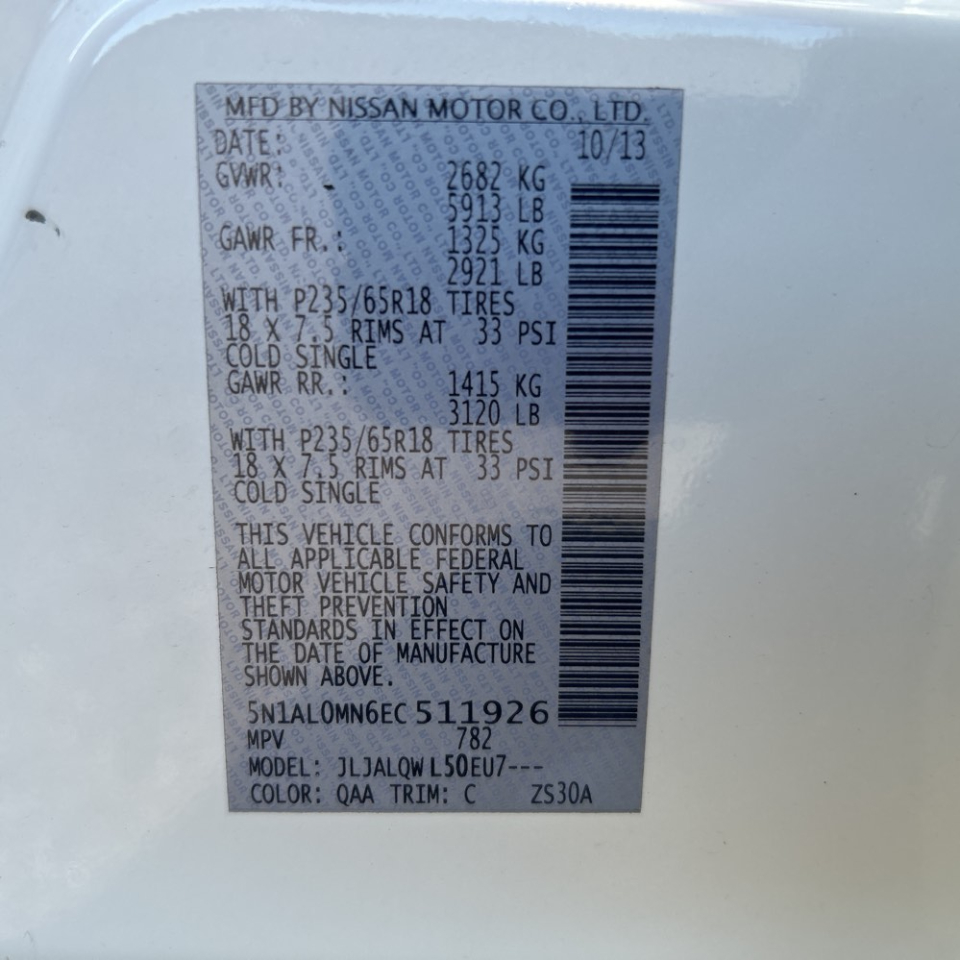 MFD BY NISSAN MOTOR CO., LTD.
DATE: 10/13
GVWR: 2682 KG
5913 LB
GAWR FR.: 1325 KG
2921 LB
WITH P235/65R18 TIRES
18 X 7.5 RIMS AT 33 PSI
COLD SINGLE
GAWR RR.: 1415 KG
3120 LB
WITH P235/65R18 TIRES
18 X 7.5 RIMS AT 33 PSI
COLD SINGLE
THIS VEHICLE CONFORMS TO
ALL APPLICABLE FEDERAL
MOTOR VEHICLE SAFETY AND
THEFT PREVENTION
STANDARDS IN EFFECT ON
THE DATE OF MANUFACTURE
SHOWN ABOVE.
5N1AL0MN6EC 511926
MPV 782
MODEL: JLJALQW L50EU7---
COLOR: QAA TRIM: C ZS30A